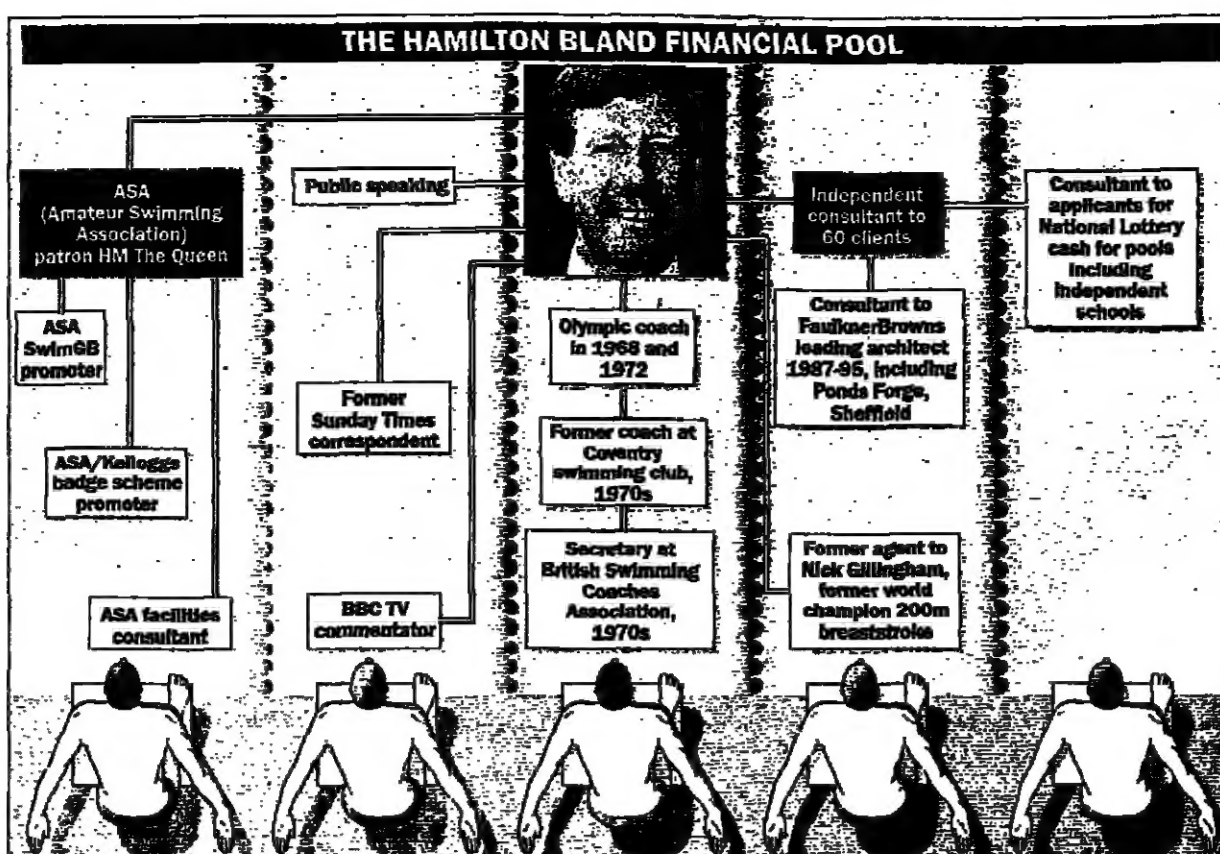 THE HAMILTON BLAND FINANCIAL POOL
ASA
(Amateur Swimming
Association)
patron HM The Queen
ASA
SwimGB
promoter
ASA/Kelloggs
badge scheme
promoter
ASA facilities
consultant
Public speaking
Former
Sunday Times
correspondent
BBC TV
commentator
Olympic coach
in 1968 and
1972
Former coach at
Coventry
swimming club,
1970s
Secretary at
British Swimming
Coaches
Association,
1970s
Independent
consultant to
60 clients
Consultant to
FaulknerBrowns
leading architect
1987-95, including
Ponds Forge,
Sheffield
Former agent to
Nick Gillingham,
former world
champion 200m
breaststroke
Consultant to
applicants for
National Lottery
cash for pools
including
independent
schools